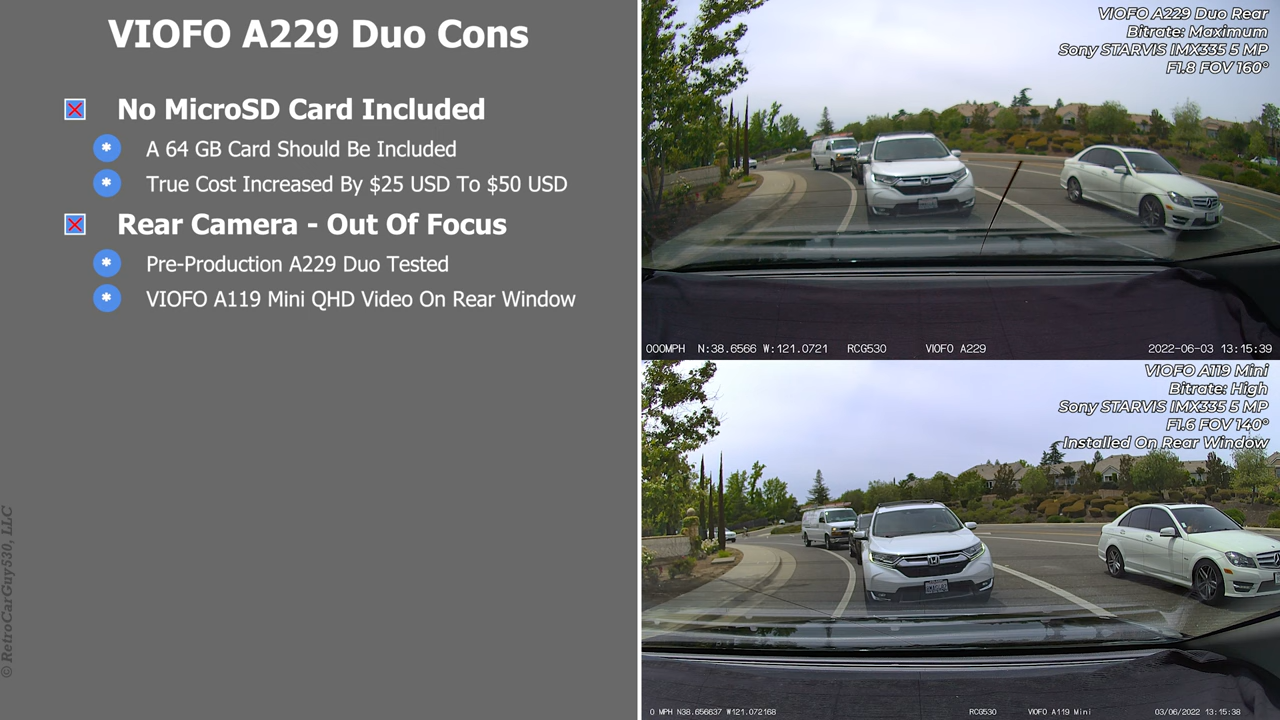 VIOFO A229 Duo Cons
No MicroSD Card Included
A 64 GB Card Should Be Included
True Cost Increased By $25 USD To $50 USD
Rear Camera - Out Of Focus
Pre-Production A229 Duo Tested
VIOFO A119 Mini QHD Video On Rear Window
© RetroCarGuy530, LLC
VIOFO A229 Duo Rear
Bitrate: Maximum
Sony STARVIS IMX335 5 MP
F1.8 FOV 160°
000MPH N:38.6566 W:121.0721 RCG530 VIOFO A229 2022-06-03 13:15:39
VIOFO A119 Mini
Bitrate: High
Sony STARVIS IMX335 5 MP
F1.6 FOV 140°
Installed On Rear Window
0 MPH N38.656637 W121.072168 RCG530 VIOFO A119 Mini 03/06/2022 13:15:38